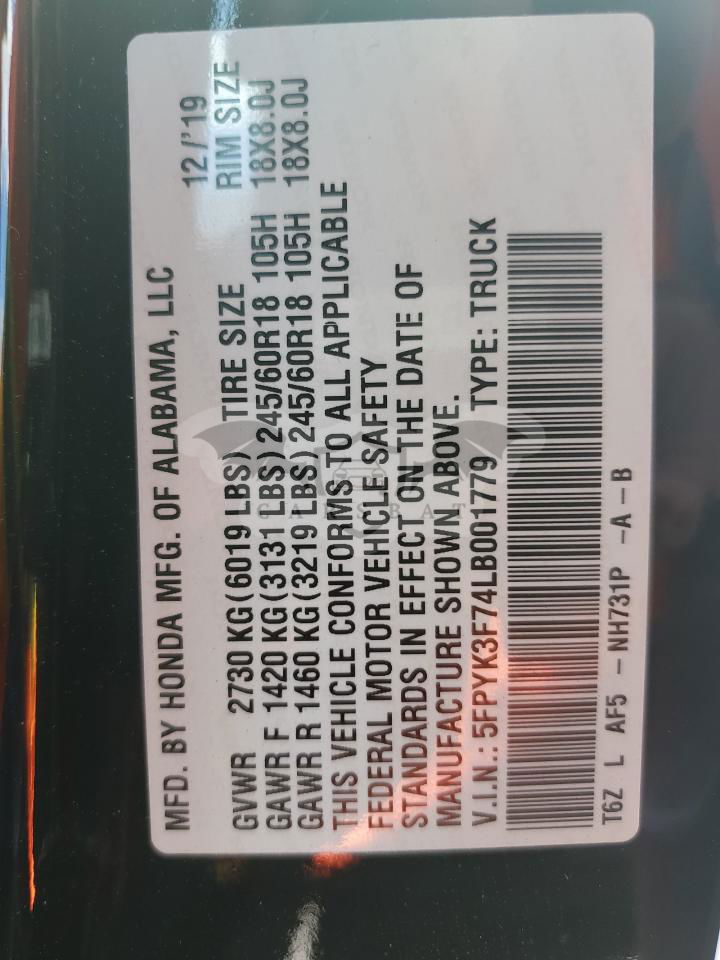 MFD. BY HONDA MFG. OF ALABAMA, LLC 12/'19
GVWR 2730 KG(6019 LBS) TIRE SIZE RIM SIZE
GAWR F 1420 KG(3131 LBS) 245/60R18 105H 18X8.0J
GAWR R 1460 KG(3219 LBS) 245/60R18 105H 18X8.0J
THIS VEHICLE CONFORMS TO ALL APPLICABLE
FEDERAL MOTOR VEHICLE SAFETY
STANDARDS IN EFFECT ON THE DATE OF
MANUFACTURE SHOWN ABOVE.
V.I.N.: 5FPYK3F74LB001779 TYPE: TRUCK
T6Z L AF5 - NH731P -A-B
CARSBAT